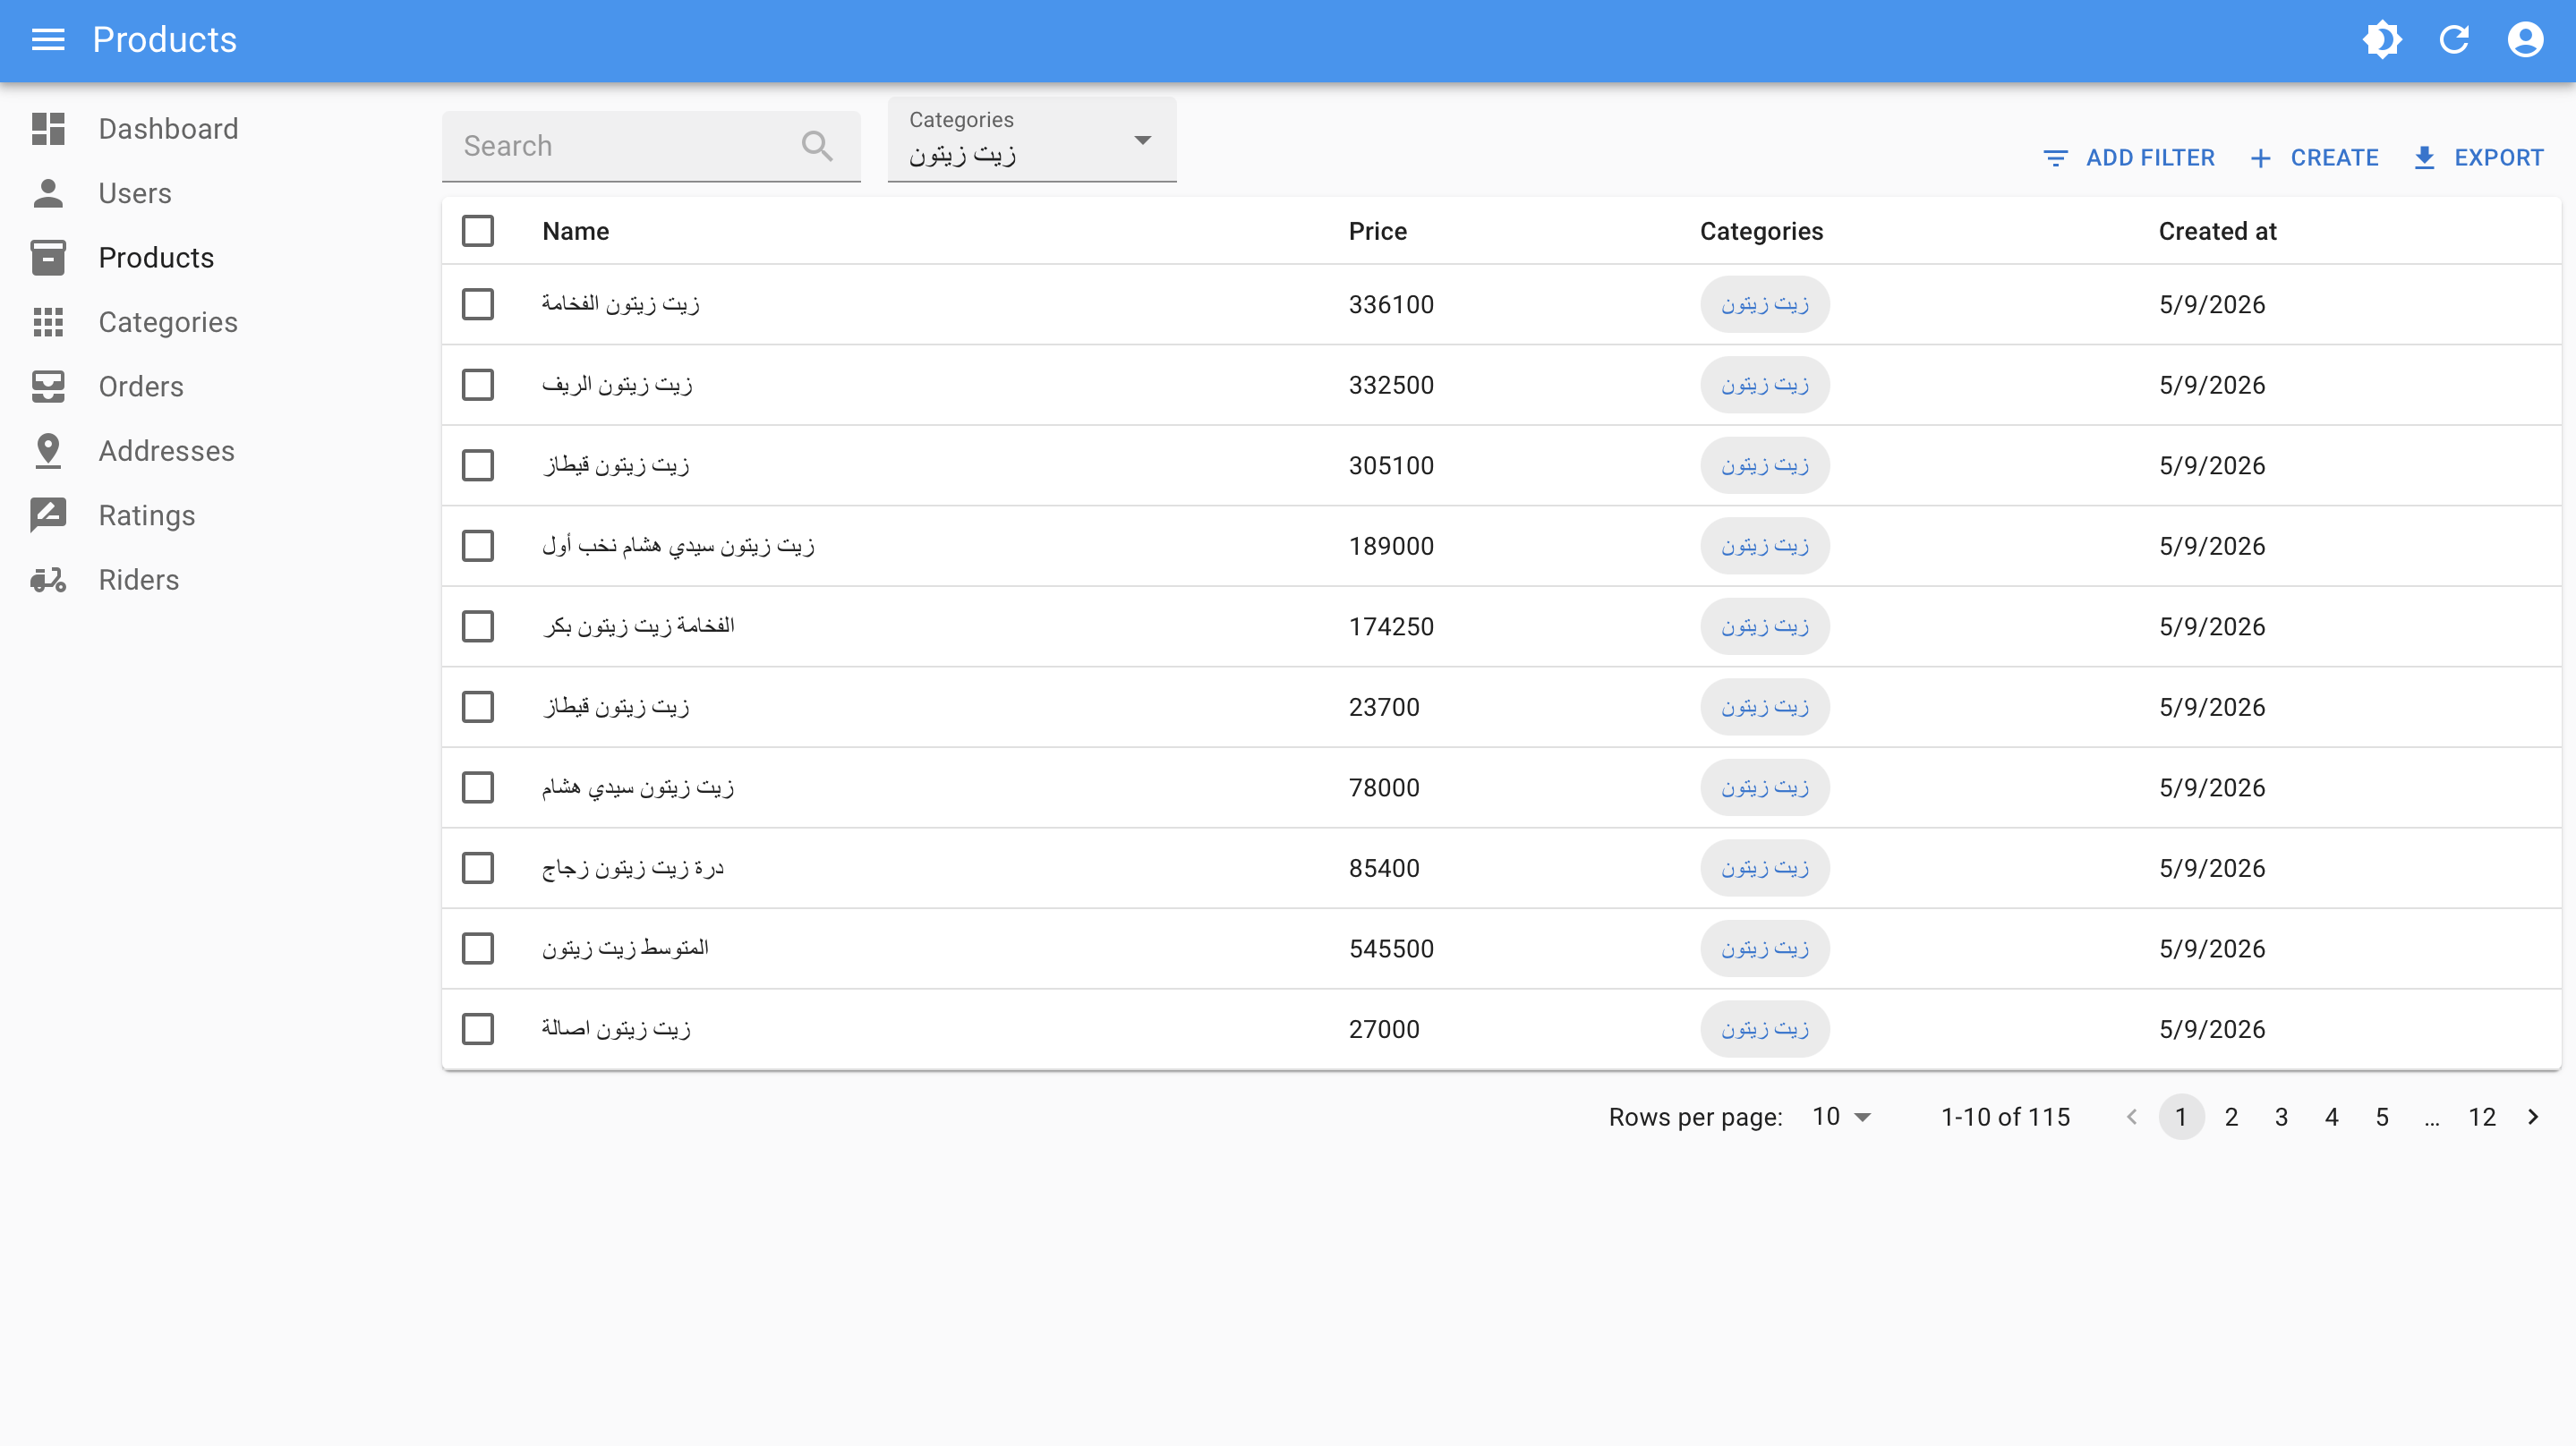 Products
Dashboard
Users
Products
Categories
Orders
Addresses
Ratings
Riders
Search
Categories
زيت زيتون
ADD FILTER
CREATE
EXPORT
Name Price Categories Created at
زيت زيتون الفخامة 336100 زيت زيتون 5/9/2026
زيت زيتون الريف 332500 زيت زيتون 5/9/2026
زيت زيتون قيطاز 305100 زيت زيتون 5/9/2026
زيت زيتون سيدي هشام نخب أول 189000 زيت زيتون 5/9/2026
الفخامة زيت زيتون بكر 174250 زيت زيتون 5/9/2026
زيت زيتون قيطاز 23700 زيت زيتون 5/9/2026
زيت زيتون سيدي هشام 78000 زيت زيتون 5/9/2026
درة زيت زيتون زجاج 85400 زيت زيتون 5/9/2026
المتوسط زيت زيتون 545500 زيت زيتون 5/9/2026
زيت زيتون اصالة 27000 زيت زيتون 5/9/2026
Rows per page: 10 1-10 of 115 1 2 3 4 5 ... 12